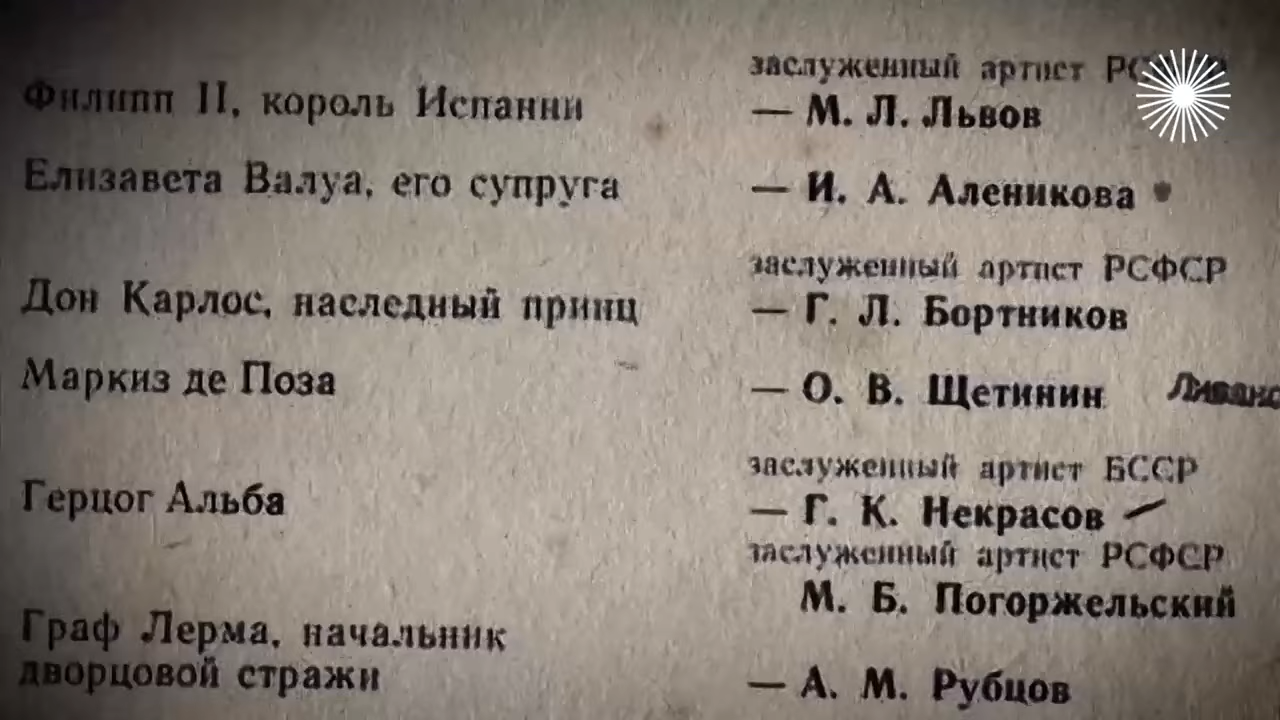 заслуженный артист
Филипп II, король Испании
— М. Л. Львов
Елизавета Валуа, его супруга — И. А. Аленикова
заслуженный артист РСФСР
Дон Карлос, наследный принц — Г. Л. Бортников
Маркиз де Поза — О. В. Щетинин
заслуженный артист БССР
Герцог Альба — Г. К. Некрасов
заслуженный артист РСФСР
М. Б. Погоржельский
Граф Лерма, начальник
дворцовой стражи — А. М. Рубцов